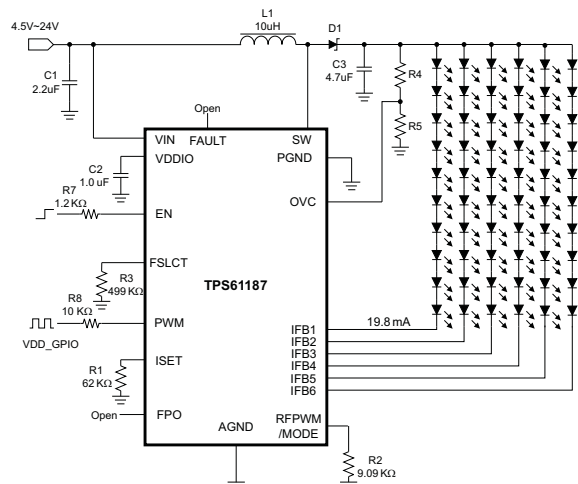 L1
10uH
D1
4.5V~24V
C1
2.2uF
C3
4.7uF
R4
R5
Open
VIN
FAULT
SW
VDDIO
PGND
C2
1.0 uF
R7
1.2 KΩ
EN
OVC
FSLCT
R3
499 KΩ
TPS61187
R8
10 KΩ
PWM
VDD_GPIO
IFB1
19.8 mA
IFB2
IFB3
IFB4
IFB5
IFB6
ISET
R1
62 KΩ
Open
FPO
AGND
RFPWM
/MODE
R2
9.09 KΩ